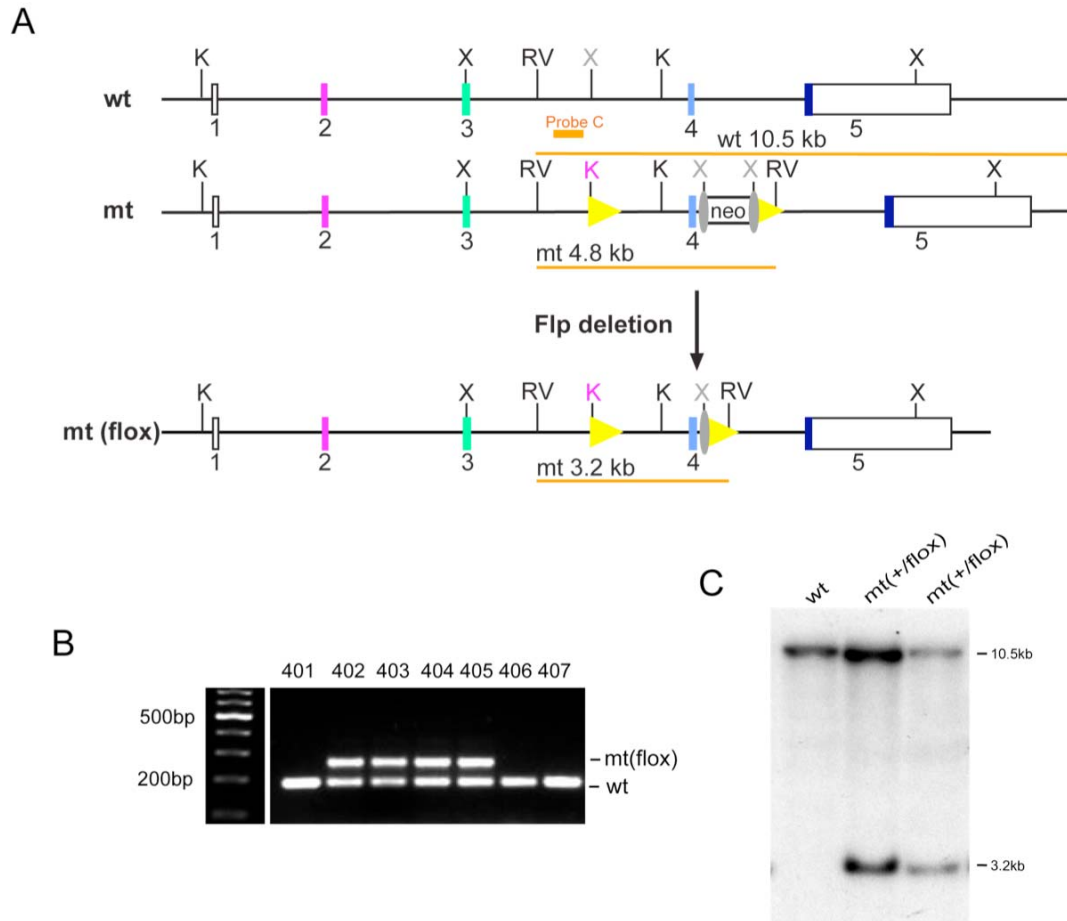 A
K X RV X K X
wt
1 2 3 4 5
Probe C
wt 10.5 kb
K X RV K K X X RV X
mt
neo
1 2 3 4 5
mt 4.8 kb
Flp deletion
K X RV K K X RV X
mt (flox)
1 2 3 4 5
mt 3.2 kb
B
401 402 403 404 405 406 407
500bp
200bp
mt(flox)
wt
C
wt mt(+/flox) mt(+/flox)
10.5kb
3.2kb